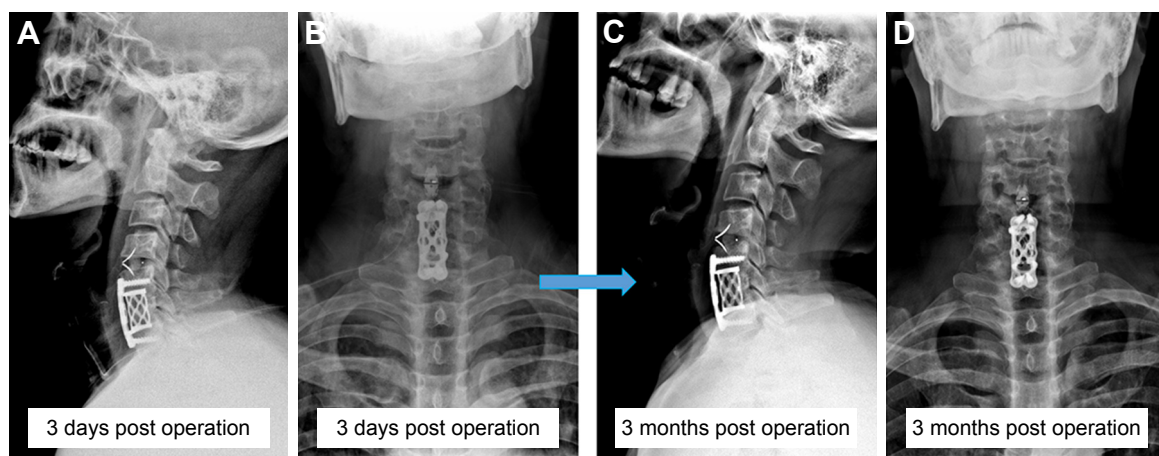 A
B
C
D
3 days post operation
3 days post operation
3 months post operation
3 months post operation